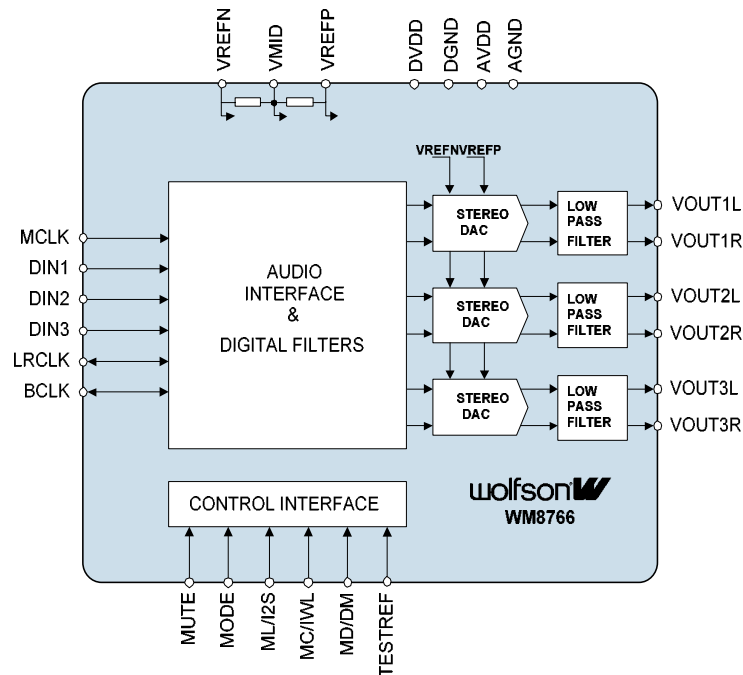 VREFN
VMID
VREFP
DVDD
DGND
AVDD
AGND
VREFNVREFP
MCLK
DIN1
DIN2
DIN3
LRCLK
BCLK
AUDIO
INTERFACE
&
DIGITAL FILTERS
STEREO
DAC
LOW
PASS
FILTER
VOUT1L
VOUT1R
STEREO
DAC
LOW
PASS
FILTER
VOUT2L
VOUT2R
STEREO
DAC
LOW
PASS
FILTER
VOUT3L
VOUT3R
CONTROL INTERFACE
wolfson®
WM8766
MUTE
MODE
ML/I2S
MC/IWL
MD/DM
TESTREF